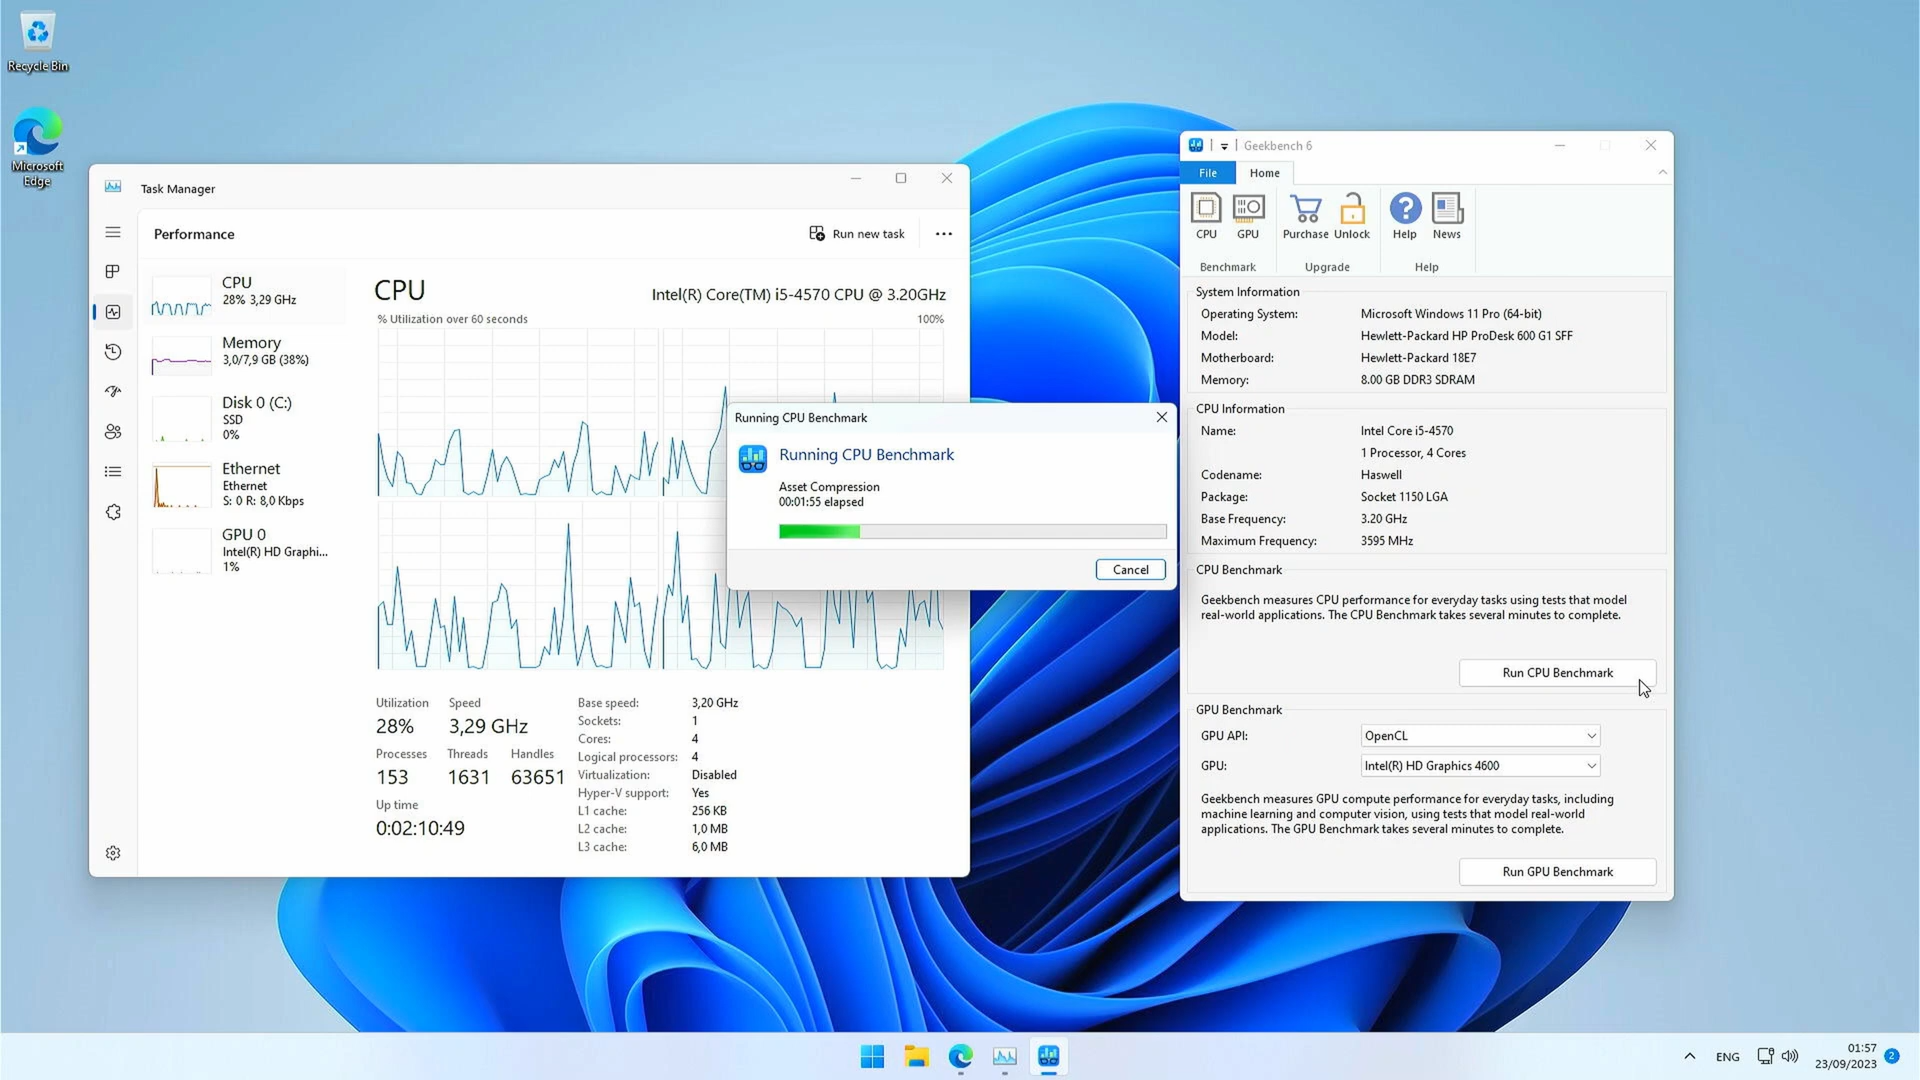 Recycle Bin
Microsoft
Edge
Task Manager
Performance
Run new task
CPU
28% 3,29 GHz
Memory
3,0/7,9 GB (38%)
Disk 0 (C:)
SSD
0%
Ethernet
Ethernet
S: 0 R: 8,0 Kbps
GPU 0
Intel(R) HD Graphi...
1%
CPU
Intel(R) Core(TM) i5-4570 CPU @ 3.20GHz
% Utilization over 60 seconds
100%
Utilization
Speed
28%
3,29 GHz
Processes
Threads
Handles
153
1631
63651
Up time
0:02:10:49
Base speed:
3,20 GHz
Sockets:
1
Cores:
4
Logical processors:
4
Virtualization:
Disabled
Hyper-V support:
Yes
L1 cache:
256 KB
L2 cache:
1,0 MB
L3 cache:
6,0 MB
Running CPU Benchmark
Running CPU Benchmark
Asset Compression
00:01:55 elapsed
Cancel
Geekbench 6
File
Home
CPU
GPU
Purchase
Unlock
Help
News
Benchmark
Upgrade
Help
System Information
Operating System:
Microsoft Windows 11 Pro (64-bit)
Model:
Hewlett-Packard HP ProDesk 600 G1 SFF
Motherboard:
Hewlett-Packard 18E7
Memory:
8.00 GB DDR3 SDRAM
CPU Information
Name:
Intel Core i5-4570
1 Processor, 4 Cores
Codename:
Haswell
Package:
Socket 1150 LGA
Base Frequency:
3.20 GHz
Maximum Frequency:
3595 MHz
CPU Benchmark
Geekbench measures CPU performance for everyday tasks using tests that model
real-world applications. The CPU Benchmark takes several minutes to complete.
Run CPU Benchmark
GPU Benchmark
GPU API:
OpenCL
GPU:
Intel(R) HD Graphics 4600
Geekbench measures GPU compute performance for everyday tasks, including
machine learning and computer vision, using tests that model real-world
applications. The GPU Benchmark takes several minutes to complete.
Run GPU Benchmark
ENG
01:57
23/09/2023
2